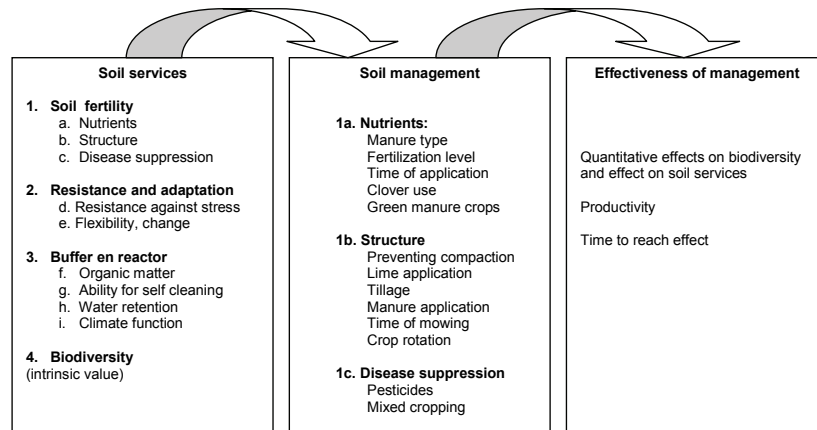 Soil services
1. Soil fertility
a. Nutrients
b. Structure
c. Disease suppression
2. Resistance and adaptation
d. Resistance against stress
e. Flexibility, change
3. Buffer en reactor
f. Organic matter
g. Ability for self cleaning
h. Water retention
i. Climate function
4. Biodiversity
(intrinsic value)
Soil management
1a. Nutrients:
Manure type
Fertilization level
Time of application
Clover use
Green manure crops
1b. Structure
Preventing compaction
Lime application
Tillage
Manure application
Time of mowing
Crop rotation
1c. Disease suppression
Pesticides
Mixed cropping
Effectiveness of management
Quantitative effects on biodiversity
and effect on soil services
Productivity
Time to reach effect